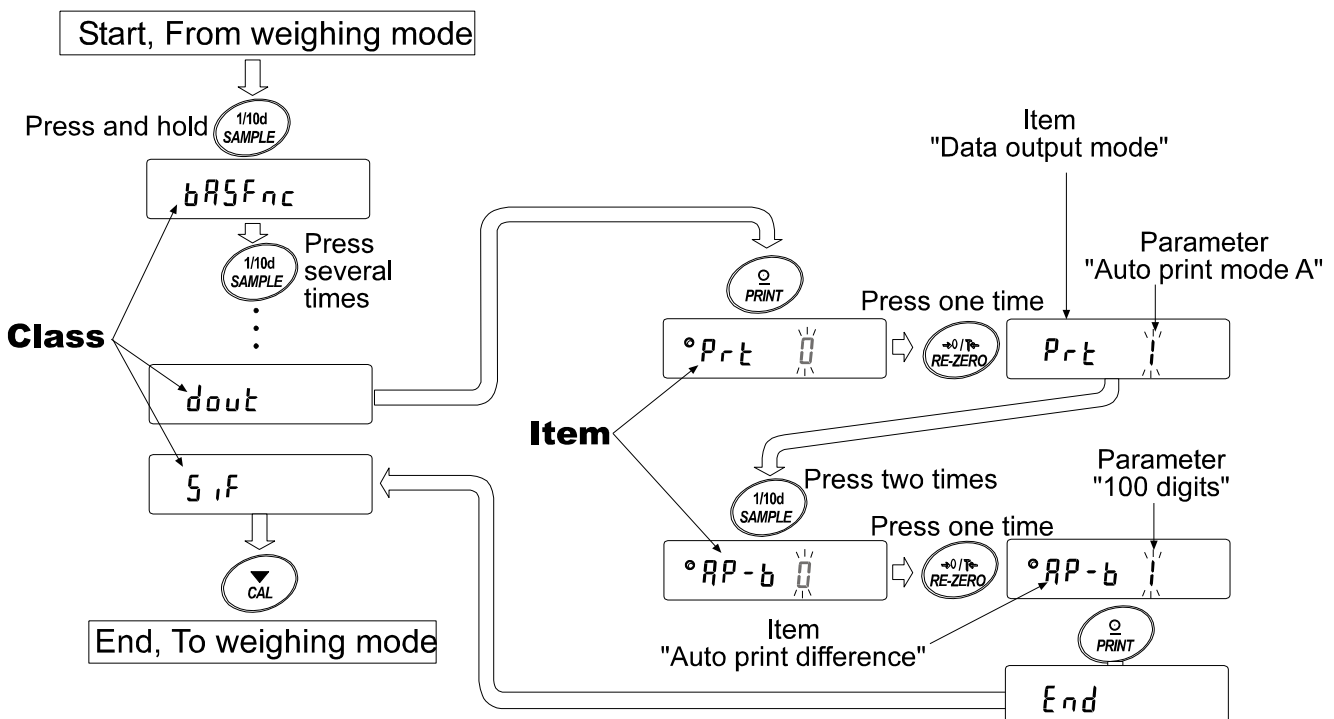 Start, From weighing mode
Press and hold
1/10d
SAMPLE
bASFnc
1/10d
SAMPLE
Press
several
times
Class
dout
SiF
CAL
End, To weighing mode
PRINT
Prt 0
Press one time
→0/T←
RE-ZERO
Item
"Data output mode"
Parameter
"Auto print mode A"
Prt 1
Item
1/10d
SAMPLE
Press two times
AP-b 0
Press one time
→0/T←
RE-ZERO
Parameter
"100 digits"
AP-b 1
Item
"Auto print difference"
PRINT
End